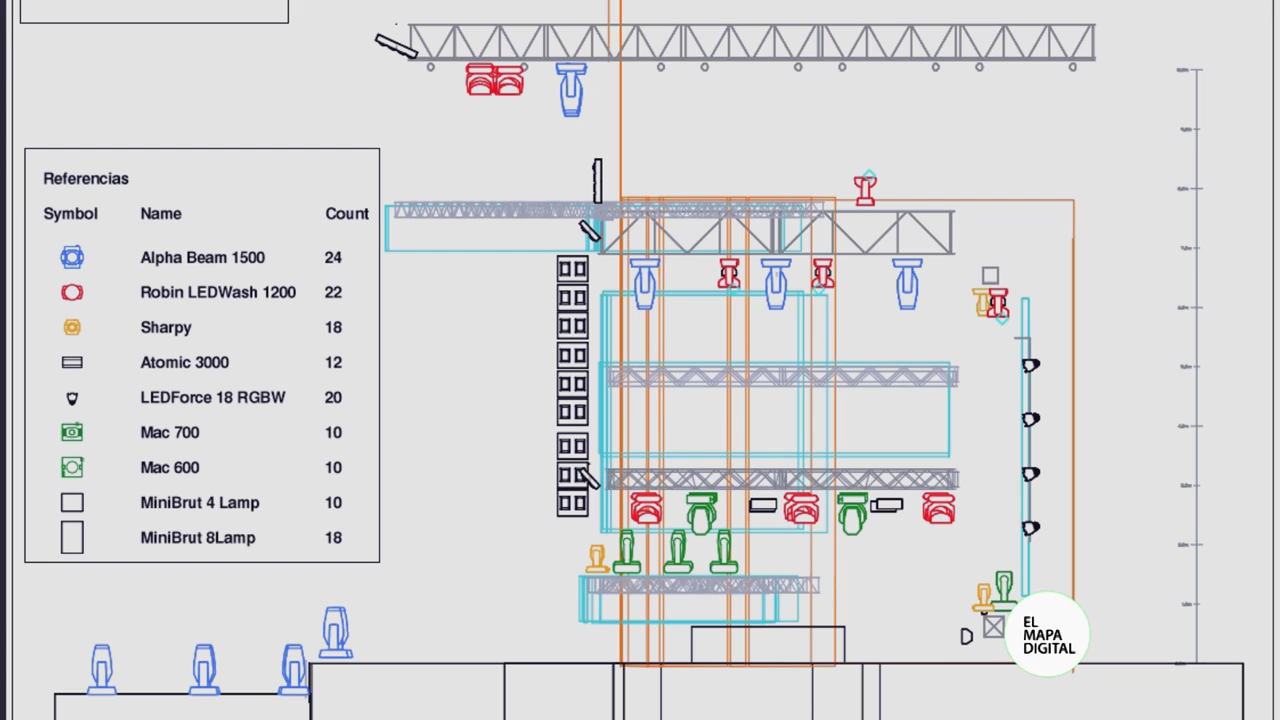 Referencias
Symbol Name Count
Alpha Beam 1500 24
Robin LEDWash 1200 22
Sharpy 18
Atomic 3000 12
LEDForce 18 RGBW 20
Mac 700 10
Mac 600 10
MiniBrut 4 Lamp 10
MiniBrut 8Lamp 18
EL
MAPA
DIGITAL